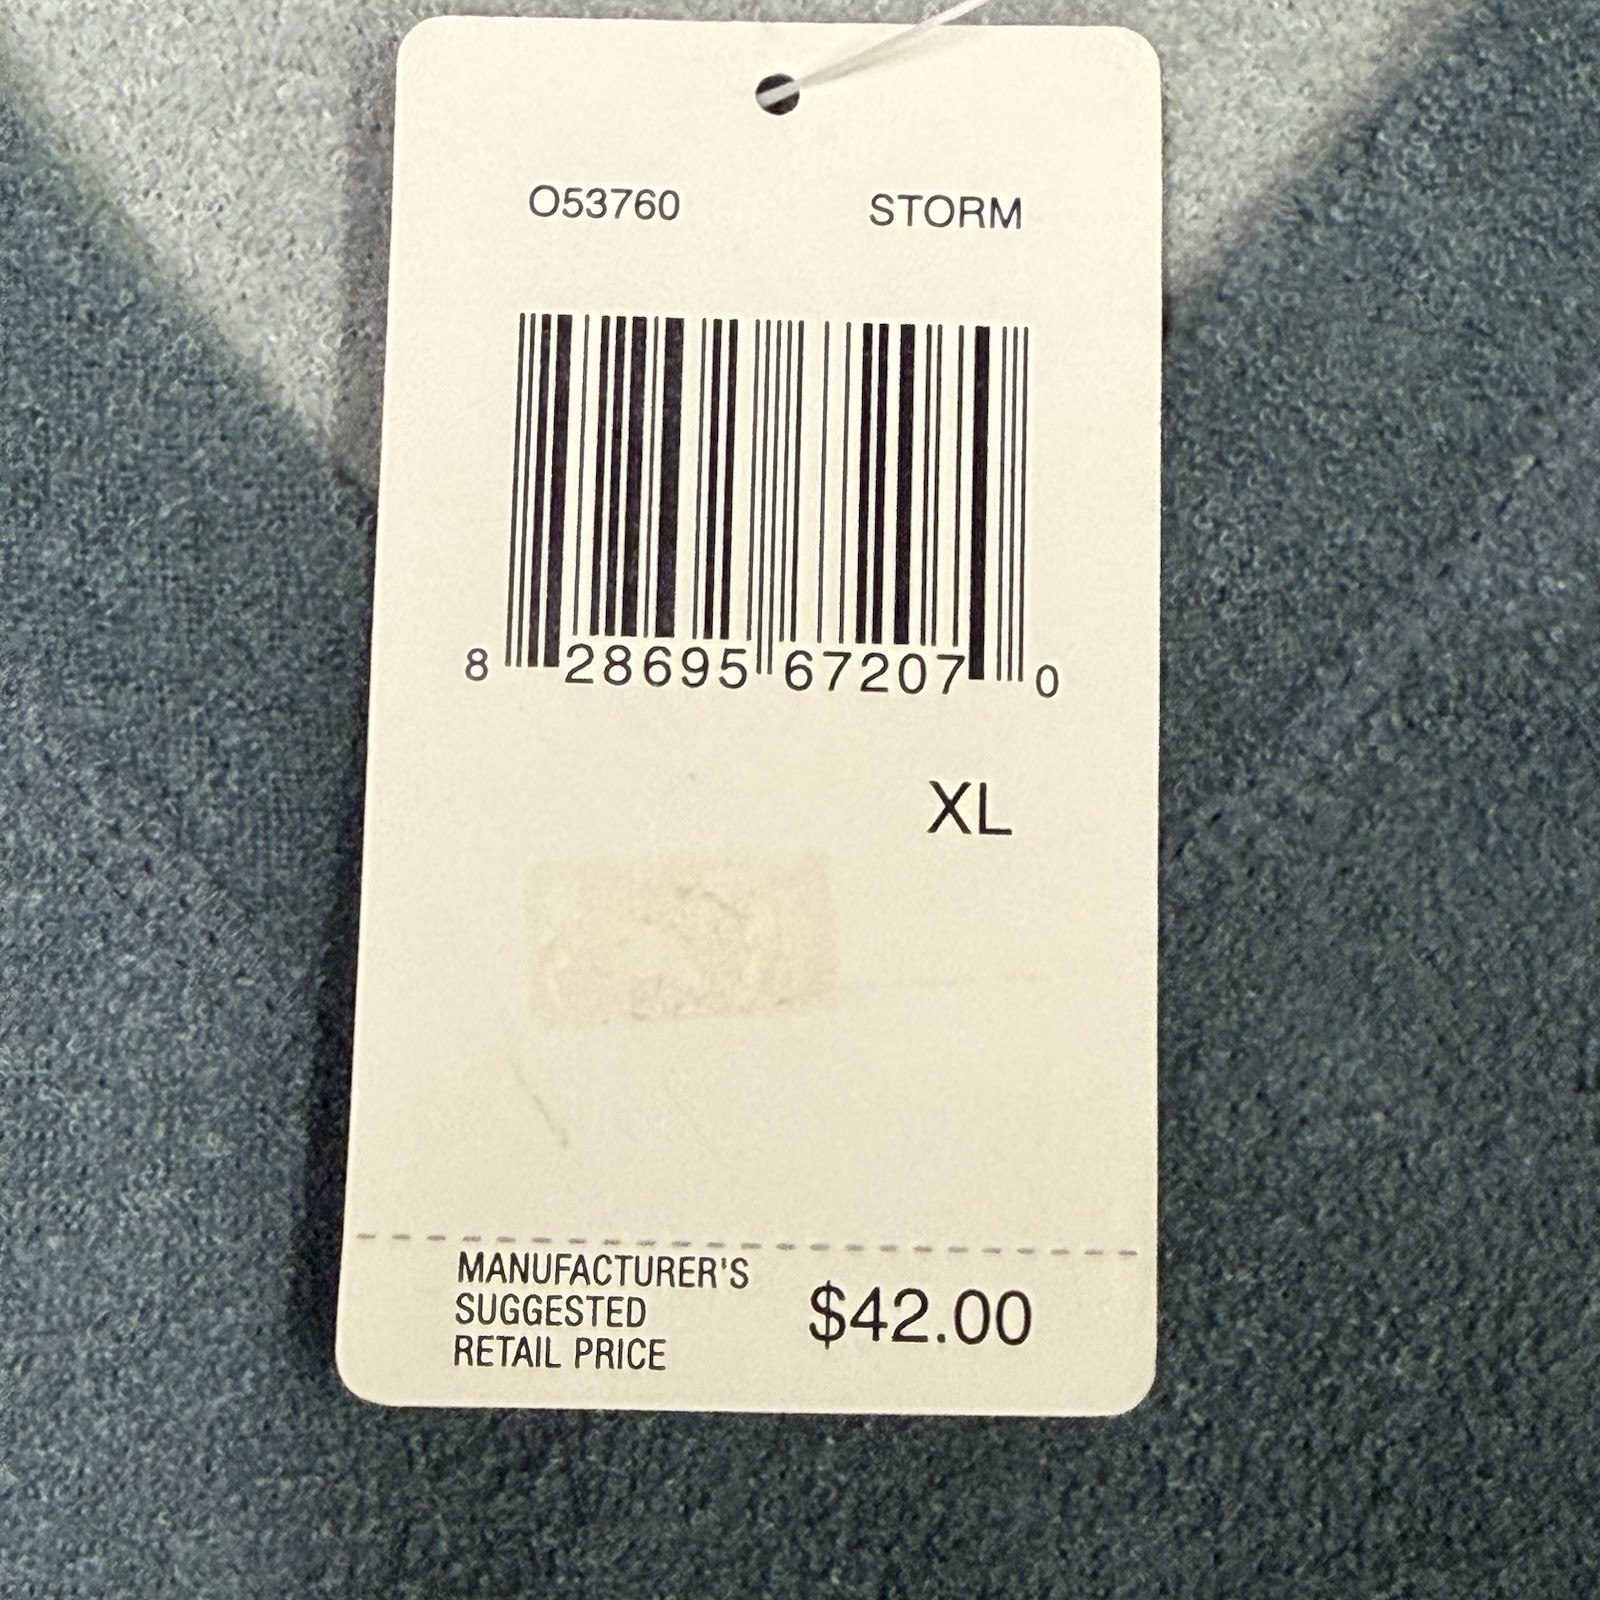 O53760 STORM
8 28695 67207 0
XL
MANUFACTURER'S
SUGGESTED
RETAIL PRICE
$42.00